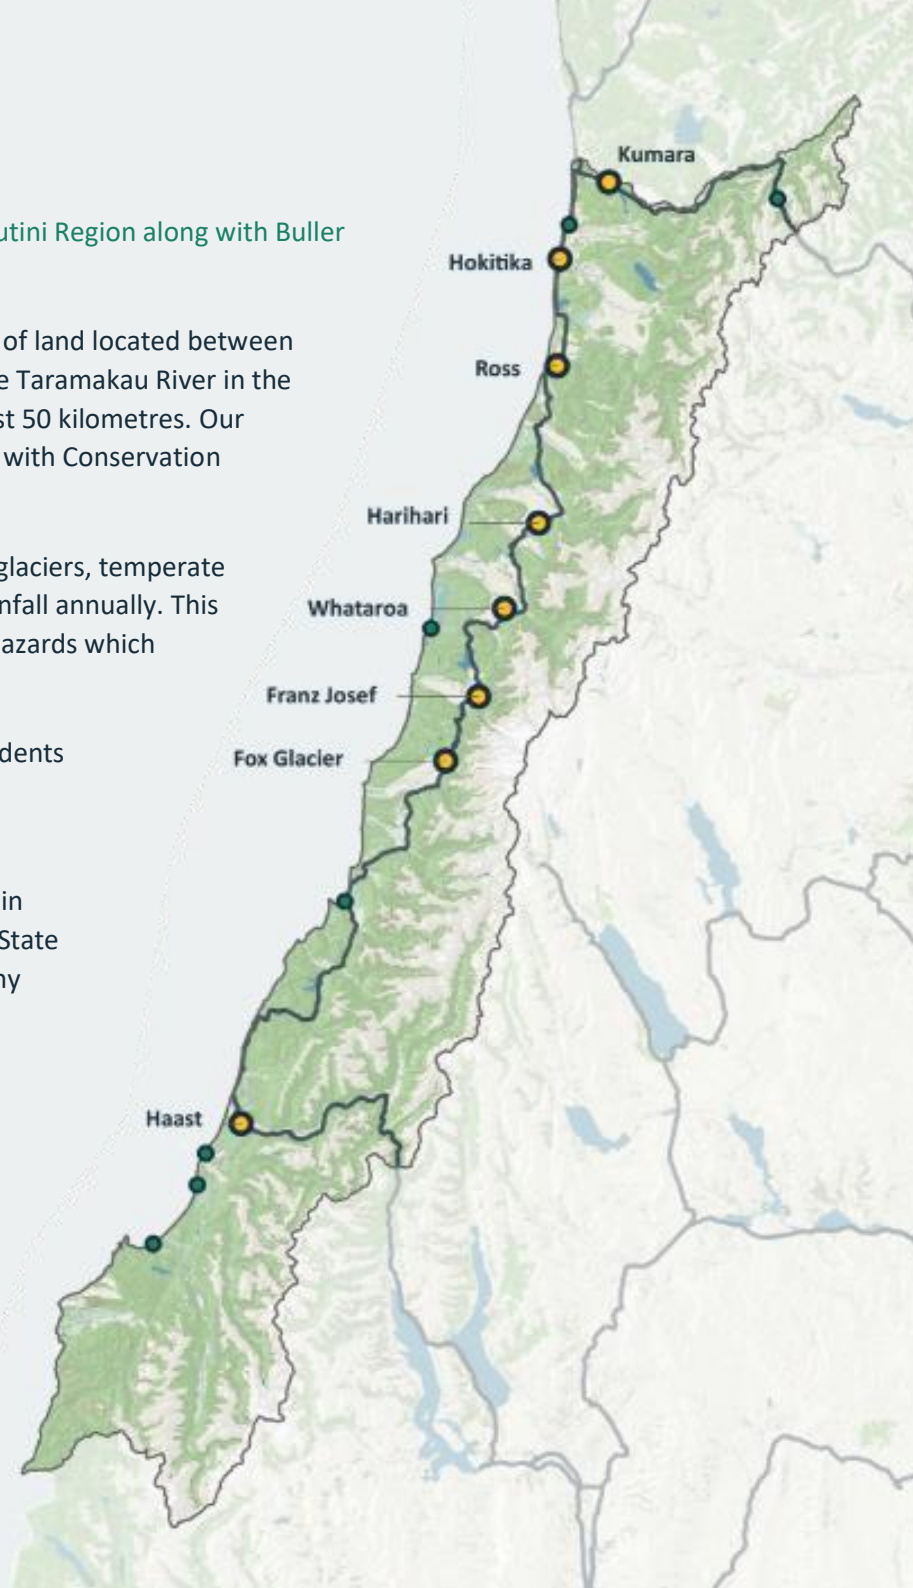 utini Region along with Buller
of land located between
e Taramakau River in the
st 50 kilometres. Our
with Conservation
glaciers, temperate
nfall annually. This
azards which
dents
in
State
ny
Kumara
Hokitika
Ross
Harihari
Whataroa
Franz Josef
Fox Glacier
Haast